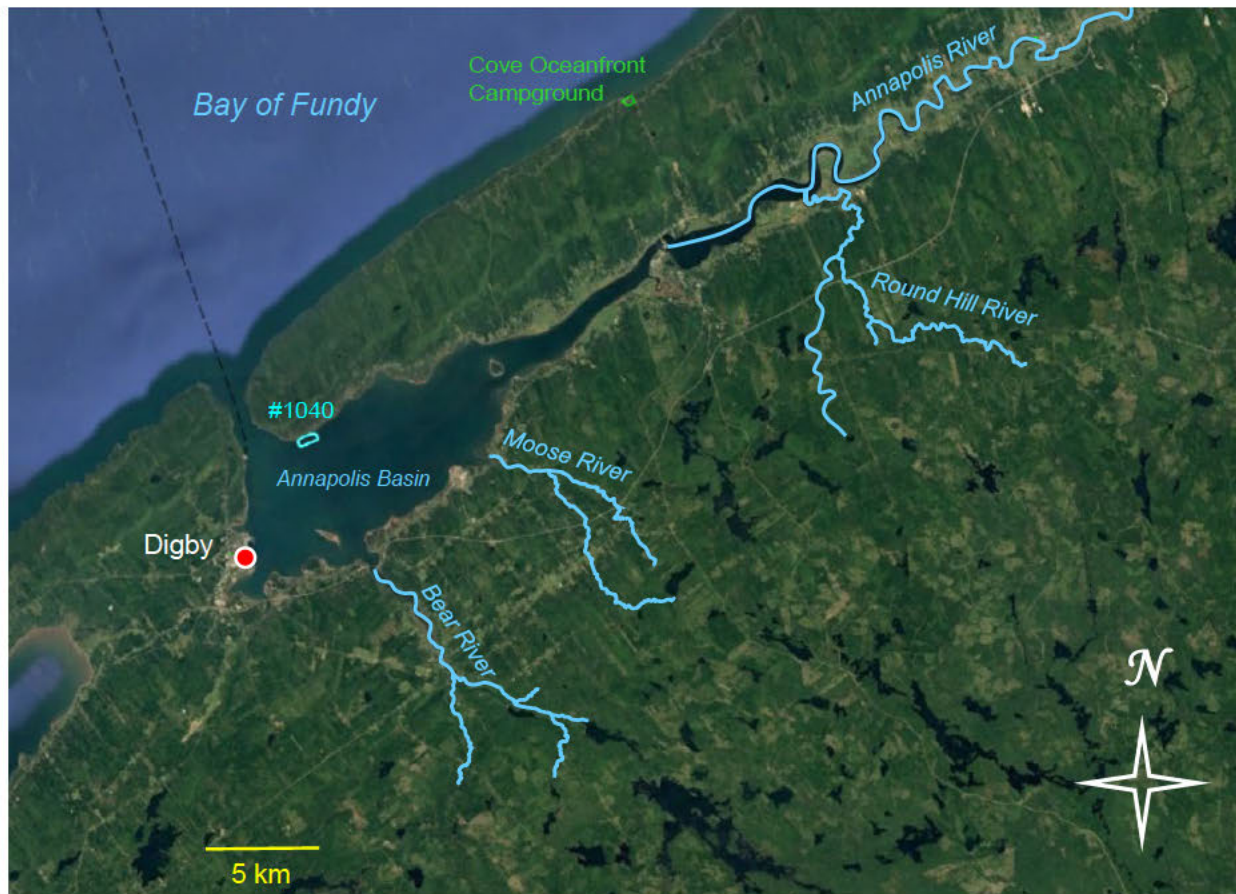 Cove Oceanfront
Campground
Annapolis River
Bay of Fundy
Round Hill River
#1040
Moose River
Annapolis Basin
Digby
Bear River
N
5 km